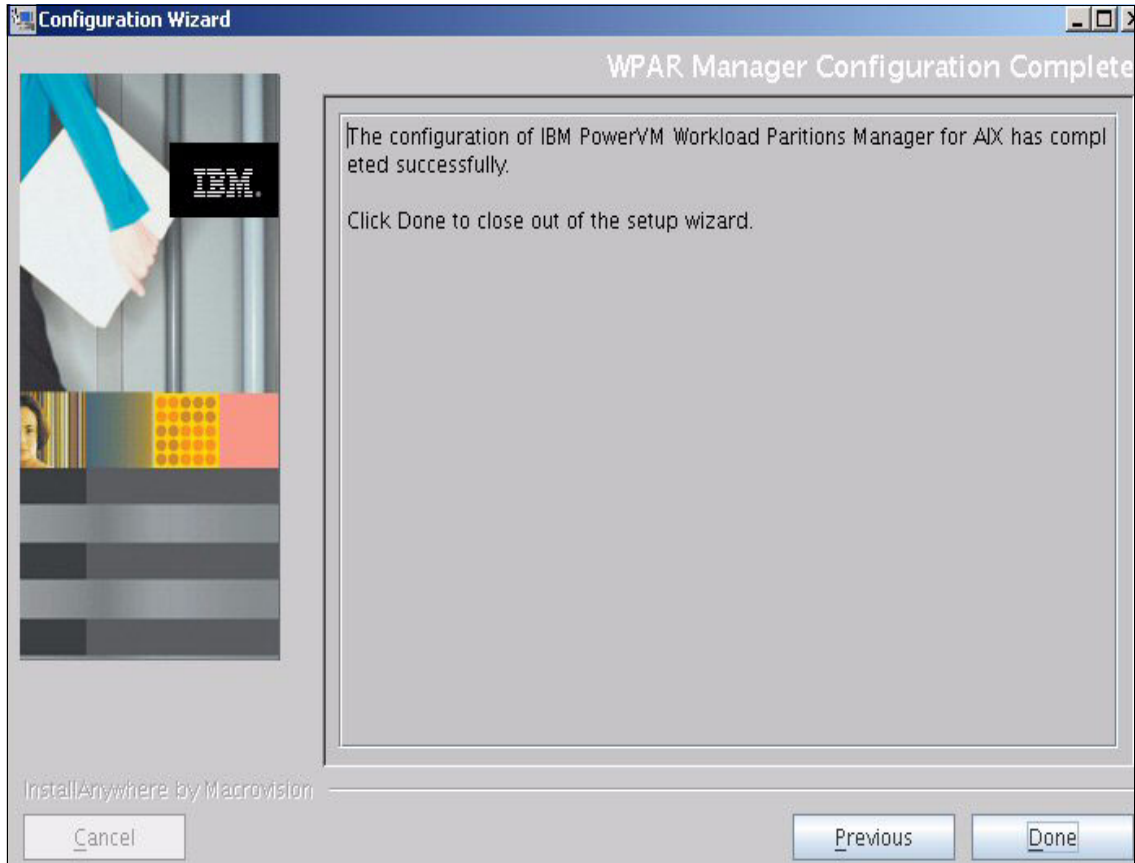 Configuration Wizard
WPAR Manager Configuration Complete
IBM.
The configuration of IBM PowerVM Workload Paritions Manager for AIX has compl
eted successfully.
Click Done to close out of the setup wizard.
InstallAnywhere by Macrovision
Cancel
Previous
Done